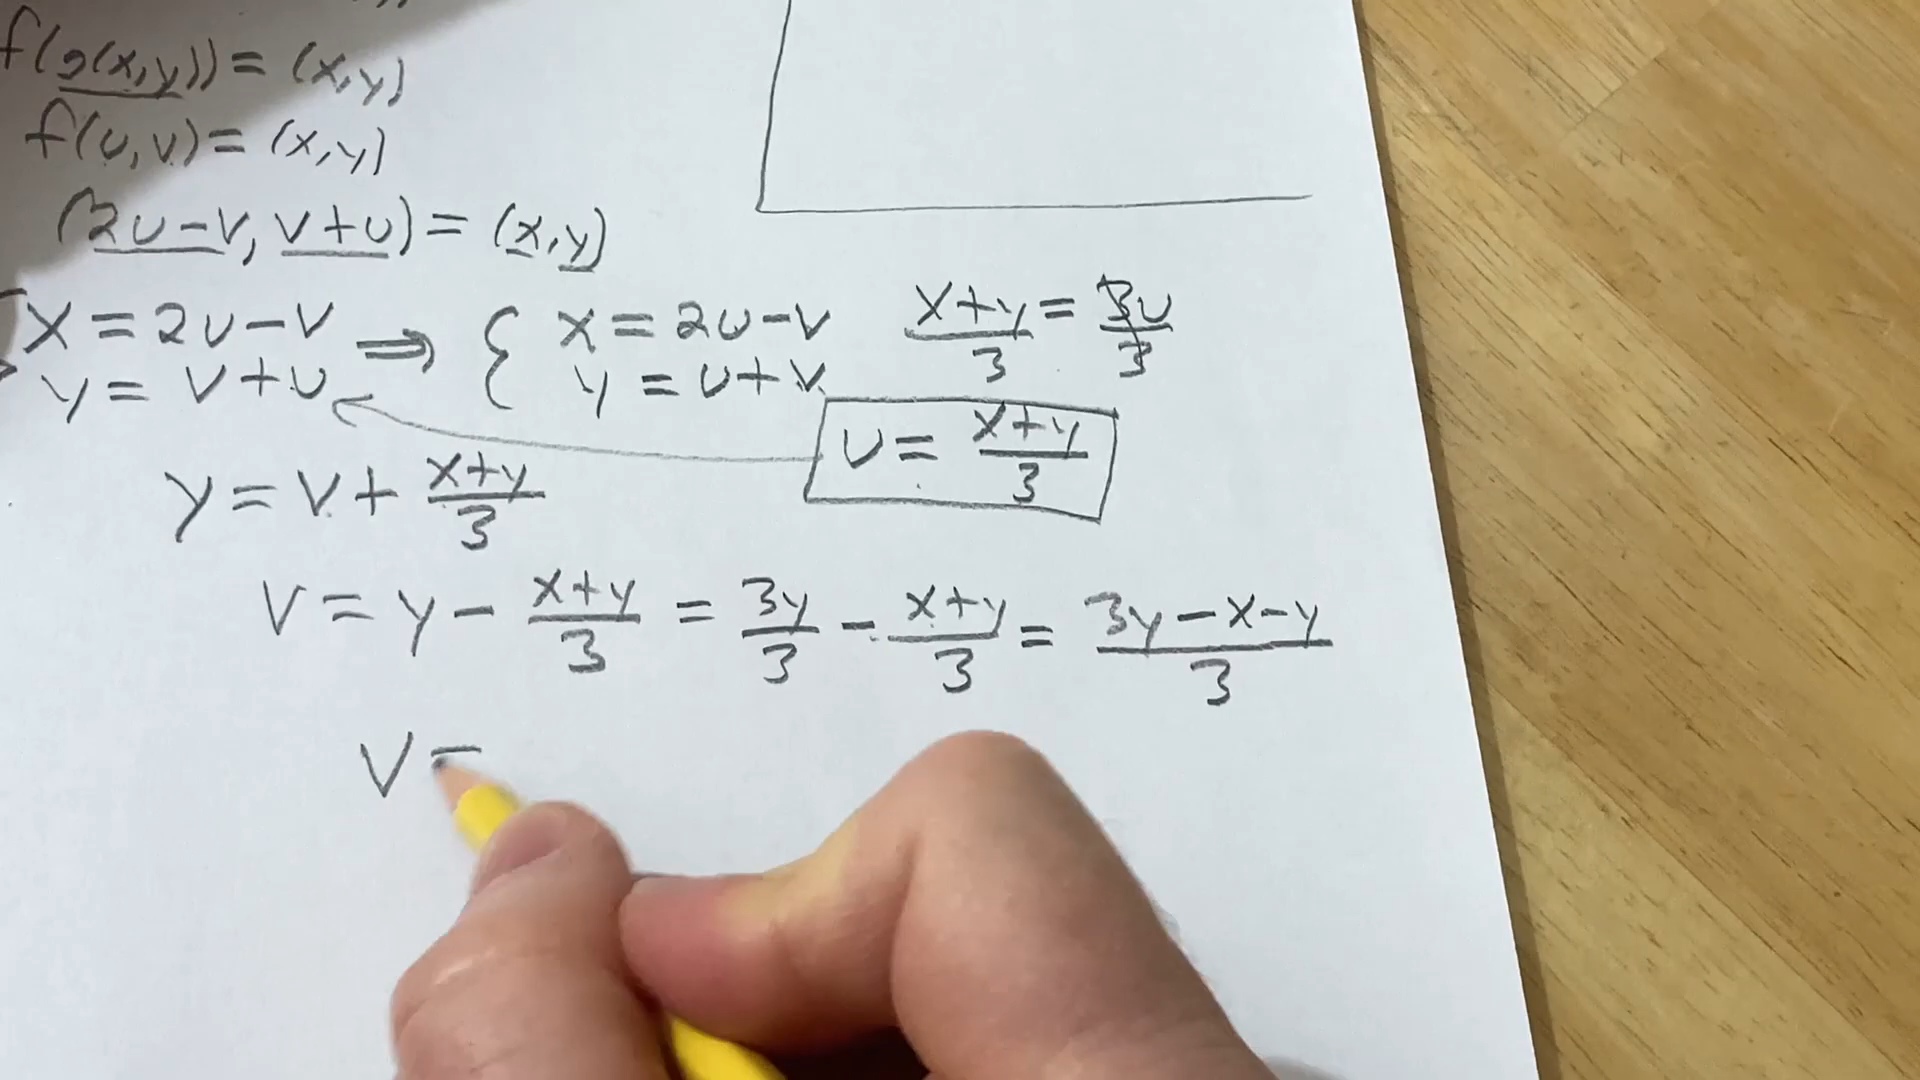 f(g(x,y)) = (x,y)
f(u,v) = (x,y)
(2u-v, v+u) = (x,y)
x = 2u-v ⇒ { x = 2u-v
y = v+u y = u+v
x+y/3 = 3u/3
u = x+y/3
y = v + x+y/3
v = y - x+y/3 = 3y/3 - x+y/3 = 3y-x-y/3
v =